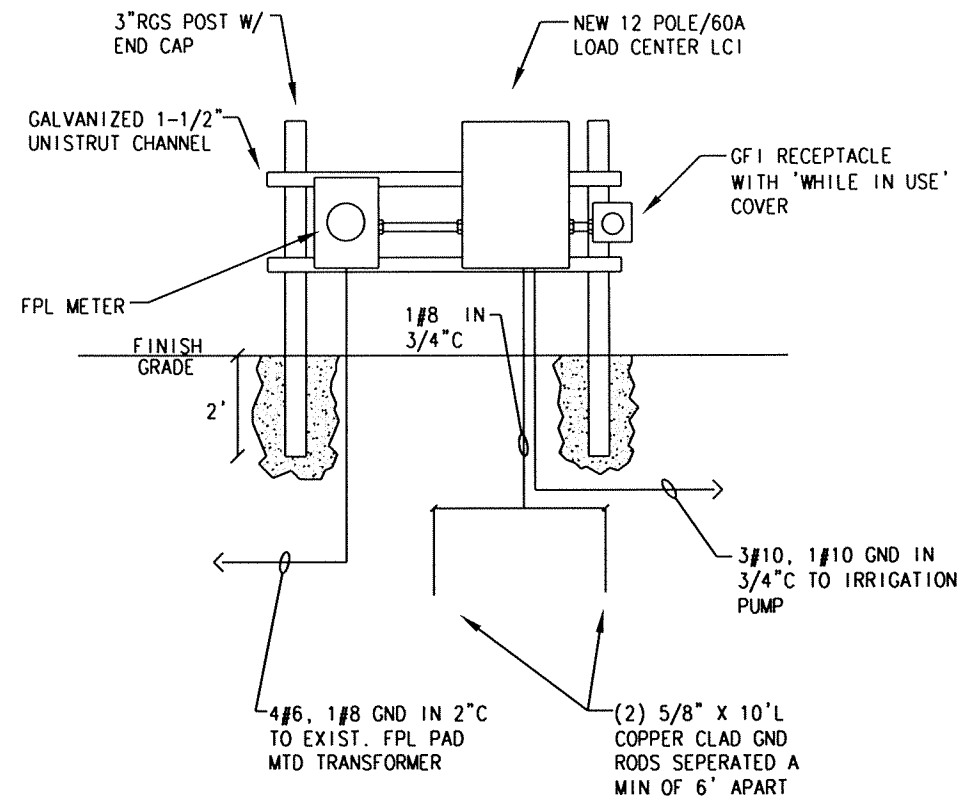 3"RGS POST W/
END CAP
NEW 12 POLE/60A
LOAD CENTER LC1
GALVANIZED 1-1/2"
UNISTRUT CHANNEL
GFI RECEPTACLE
WITH 'WHILE IN USE'
COVER
FPL METER
1#8 IN
3/4"C
FINISH
GRADE
2'
3#10, 1#10 GND IN
3/4"C TO IRRIGATION
PUMP
4#6, 1#8 GND IN 2"C
TO EXIST. FPL PAD
MTD TRANSFORMER
(2) 5/8" X 10'L
COPPER CLAD GND
RODS SEPERATED A
MIN OF 6' APART